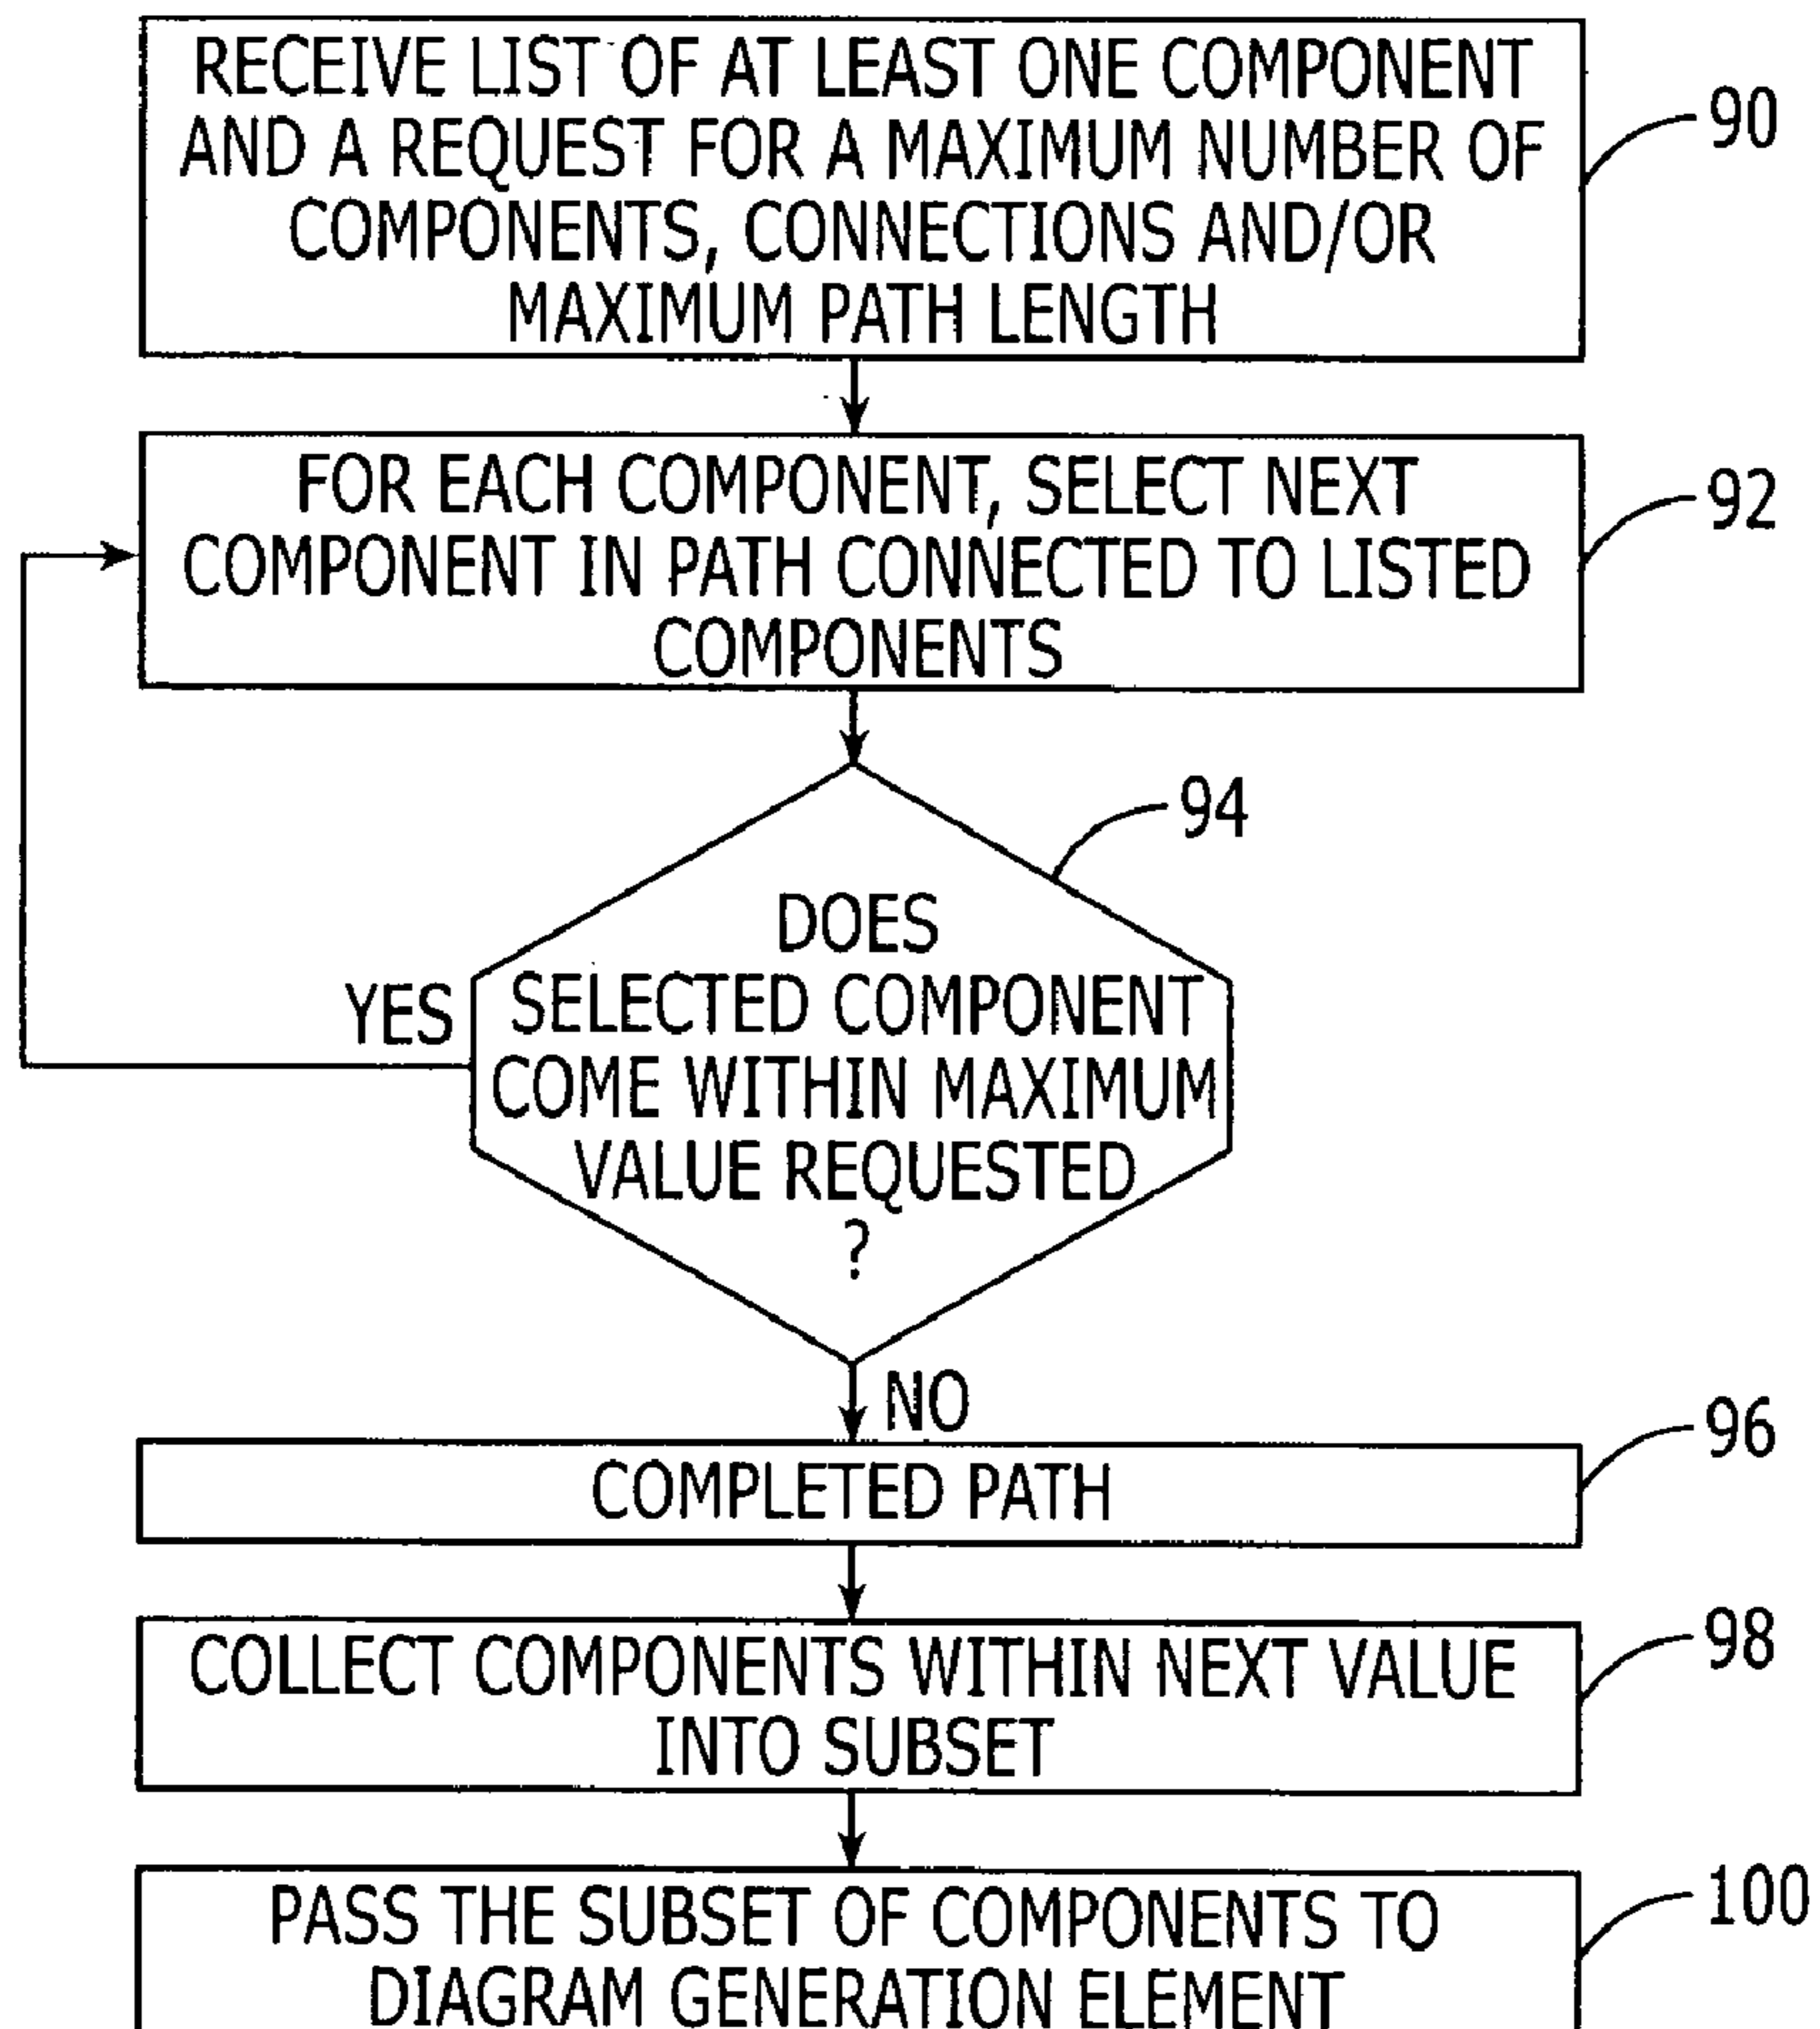 RECEIVE LIST OF AT LEAST ONE COMPONENT
AND A REQUEST FOR A MAXIMUM NUMBER OF
COMPONENTS, CONNECTIONS AND/OR
MAXIMUM PATH LENGTH
90
FOR EACH COMPONENT, SELECT NEXT
COMPONENT IN PATH CONNECTED TO LISTED
COMPONENTS
92
94
DOES
SELECTED COMPONENT
COME WITHIN MAXIMUM
VALUE REQUESTED
?
YES
NO
COMPLETED PATH
96
COLLECT COMPONENTS WITHIN NEXT VALUE
INTO SUBSET
98
PASS THE SUBSET OF COMPONENTS TO
DIAGRAM GENERATION ELEMENT
100